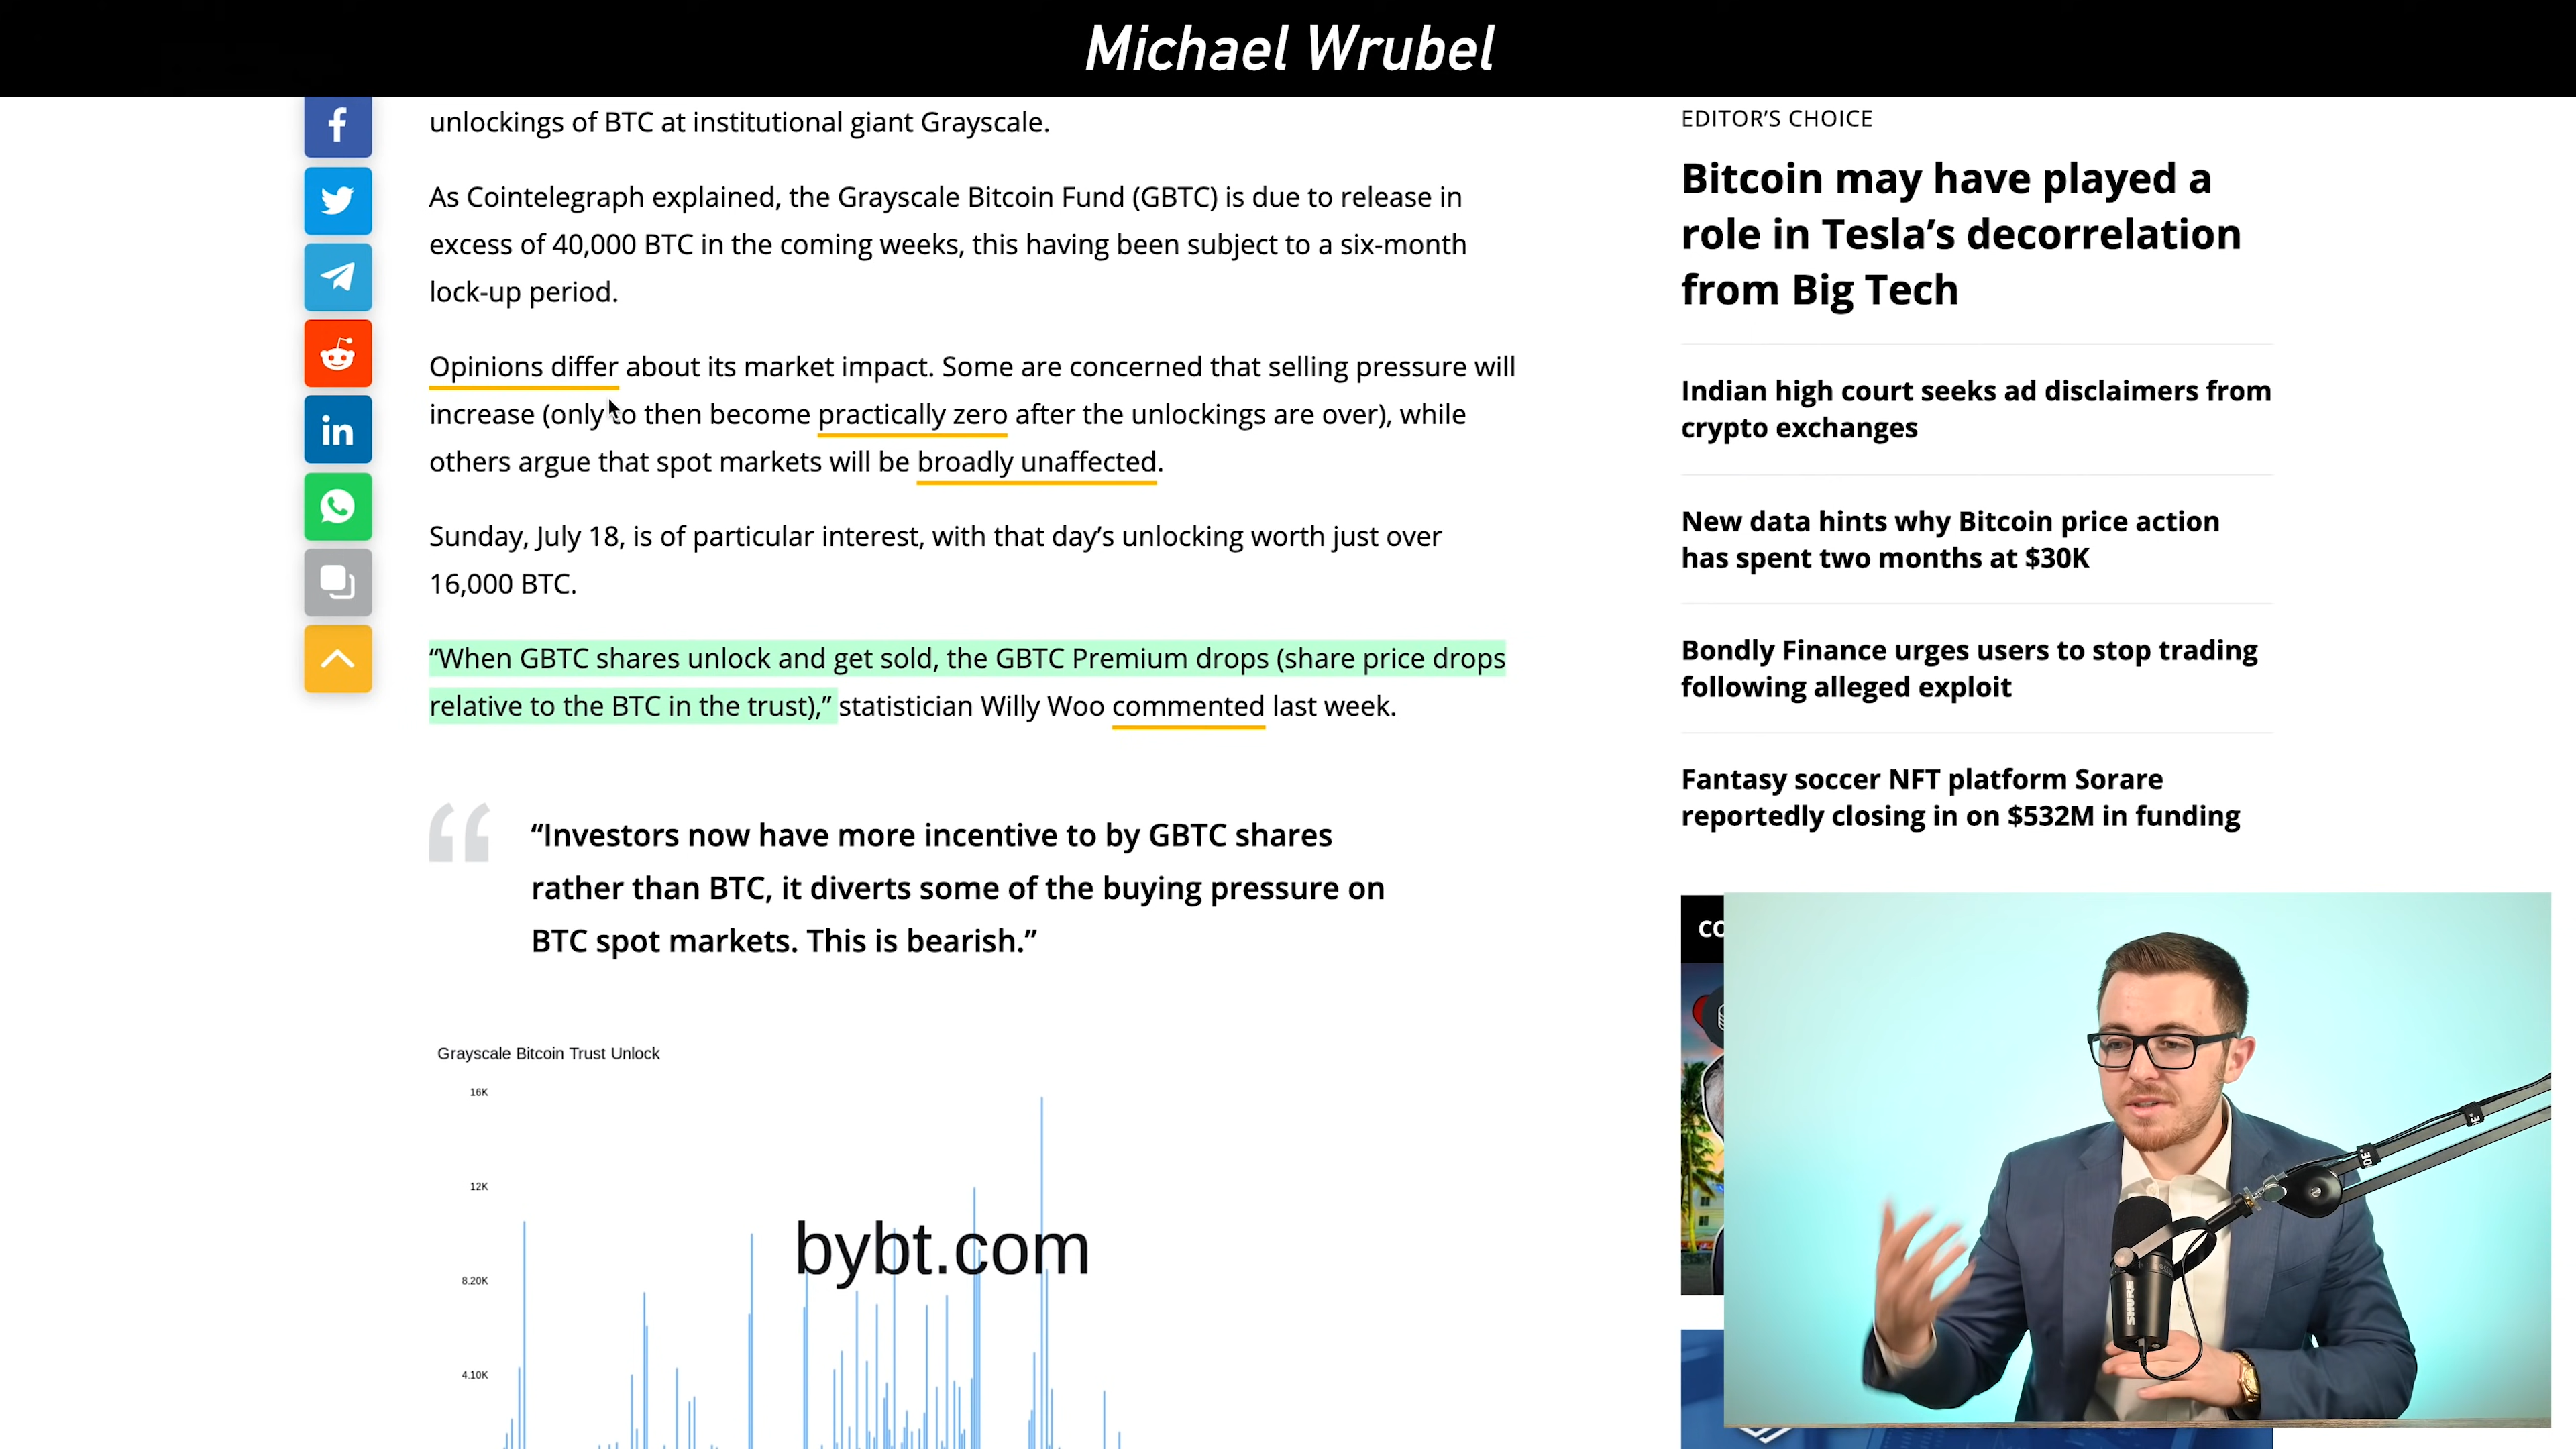 Michael Wrubel
unlockings of BTC at institutional giant Grayscale.
As Cointelegraph explained, the Grayscale Bitcoin Fund (GBTC) is due to release in
excess of 40,000 BTC in the coming weeks, this having been subject to a six-month
lock-up period.
Opinions differ about its market impact. Some are concerned that selling pressure will
increase (only to then become practically zero after the unlockings are over), while
others argue that spot markets will be broadly unaffected.
Sunday, July 18, is of particular interest, with that day’s unlocking worth just over
16,000 BTC.
“When GBTC shares unlock and get sold, the GBTC Premium drops (share price drops
relative to the BTC in the trust),” statistician Willy Woo commented last week.
“Investors now have more incentive to by GBTC shares
rather than BTC, it diverts some of the buying pressure on
BTC spot markets. This is bearish.”
Grayscale Bitcoin Trust Unlock
16K
12K
8.20K
4.10K
bybt.com
EDITOR’S CHOICE
Bitcoin may have played a
role in Tesla’s decorrelation
from Big Tech
Indian high court seeks ad disclaimers from
crypto exchanges
New data hints why Bitcoin price action
has spent two months at $30K
Bondly Finance urges users to stop trading
following alleged exploit
Fantasy soccer NFT platform Sorare
reportedly closing in on $532M in funding
SHURE